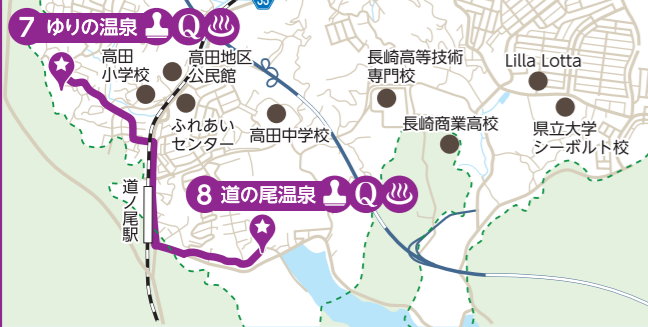 7 ゆりの温泉 Q
33
高田
小学校
高田地区
公民館
ふれあい
センター
高田中学校
長崎高等技術
専門校
長崎商業高校
Lilla Lotta
県立大学
シーボルト校
8 道の尾温泉 Q
道ノ尾駅